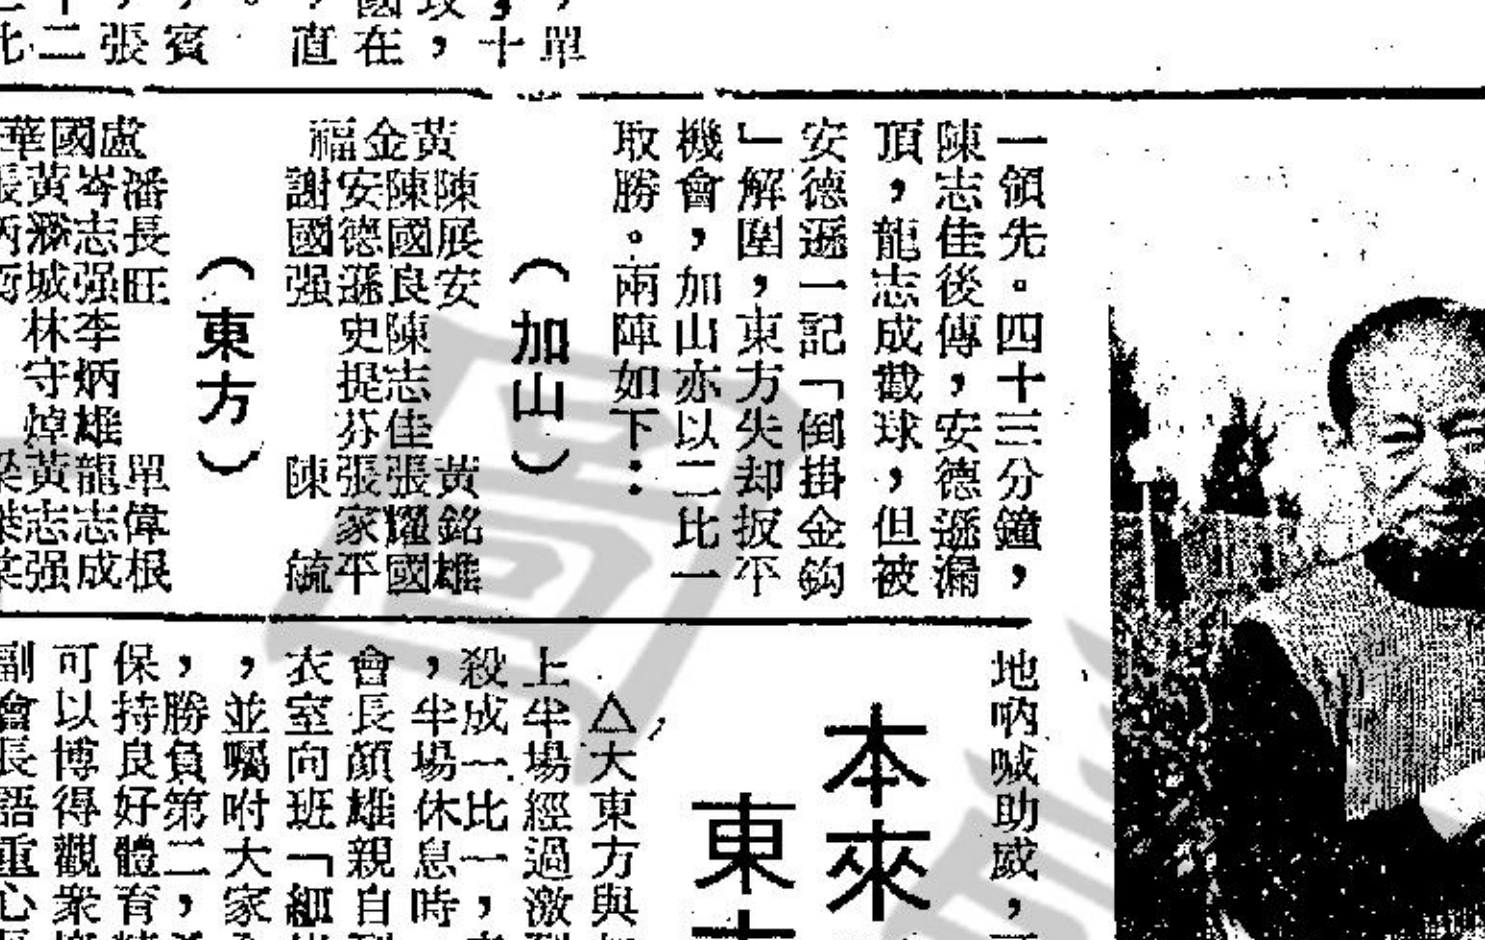 單
十
，
在
直
賓
張
二
比
一領先。四十三分鐘，
陳志佳後傳，安德遜漏
頂，龍志成截球，但被
安德遜一記「倒掛金鈎
」解圍，東方失却扳平
機會，加山亦以二比一
取勝。兩陣如下：
（加山）
黃
陳展安　黃銘雄
金　陳國良　陳志佳　張耀國
安德遜　史提芬　張家平
福　謝國强　陳毓
（東方）
盧
潘長旺　單偉根
國　岑志强　李炳雄　龍志成
華　黃　城　林守焯　黃志强
地吶喊助威，
本來
東
△大東方與
上半場經過激
殺成一比一，
，半場休息時
會長顏雄親自
衣室向班「細
，並囑咐大家
，勝負第二，
保持良好體育
可以博得觀衆
副會長語重心